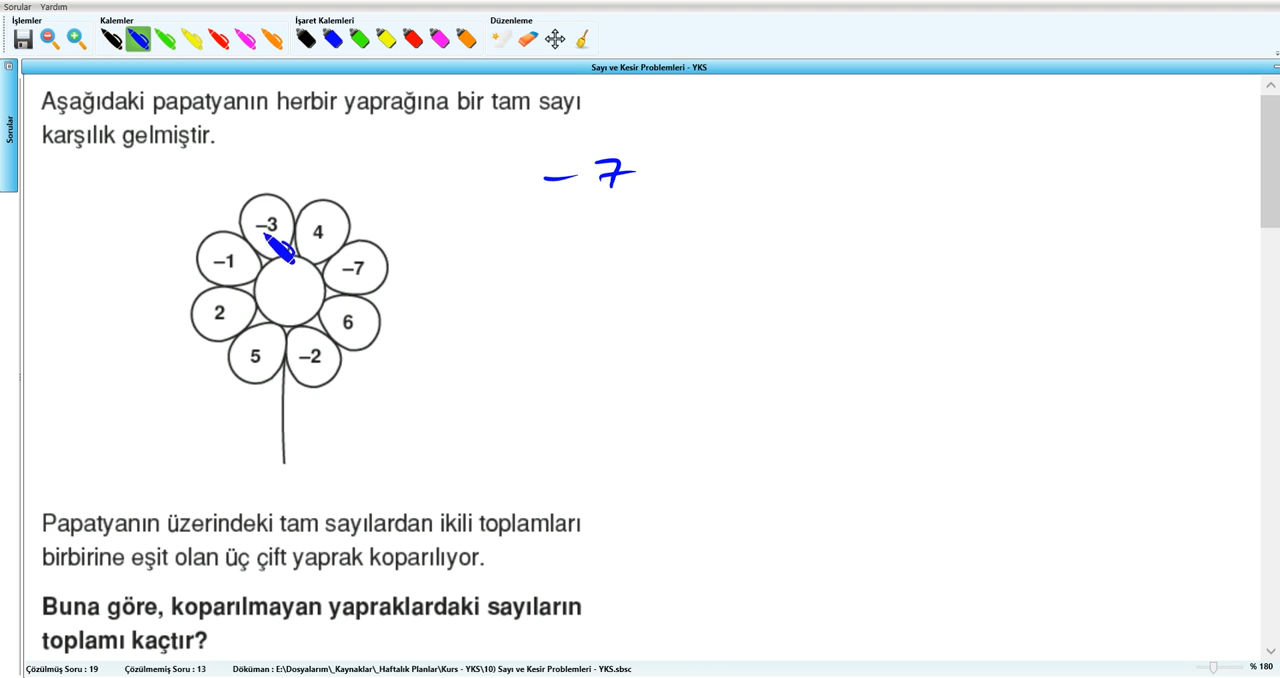 Sorular Yardım
İşlemler Kalemler İşaret Kalemleri Düzenleme
Sayı ve Kesir Problemleri - YKS
Sorular
Aşağıdaki papatyanın herbir yaprağına bir tam sayı
karşılık gelmiştir.
– 7
–3 4
–1 –7
2 6
5 –2
Papatyanın üzerindeki tam sayılardan ikili toplamları
birbirine eşit olan üç çift yaprak koparılıyor.
Buna göre, koparılmayan yapraklardaki sayıların
toplamı kaçtır?
Çözülmüş Soru : 19 Çözülmemiş Soru : 13 Döküman : E:\Dosyalarım\_Kaynaklar\_Haftalık Planlar\Kurs - YKS\10) Sayı ve Kesir Problemleri - YKS.sbsc % 180